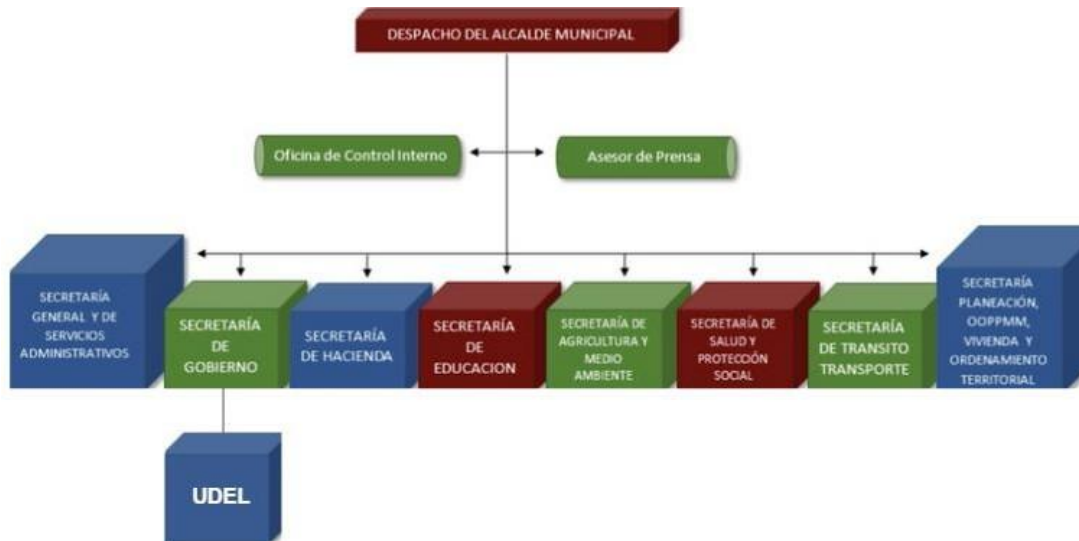 DESPACHO DEL ALCALDE MUNICIPAL
Oficina de Control Interno
Asesor de Prensa
SECRETARÍA
GENERAL Y DE
SERVICIOS
ADMINISTRATIVOS
SECRETARÍA
DE
GOBIERNO
SECRETARÍA
DE HACIENDA
SECRETARÍA
DE
EDUCACION
SECRETARÍA DE
AGRICULTURA Y
MEDIO
AMBIENTE
SECRETARÍA DE
SALUD Y
PROTECCIÓN
SOCIAL
SECRETARÍA
DE TRANSITO
TRANSPORTE
SECRETARÍA
PLANEACIÓN,
OOPPMM,
VIVIENDA Y
ORDENAMIENTO
TERRITORIAL
UDEL